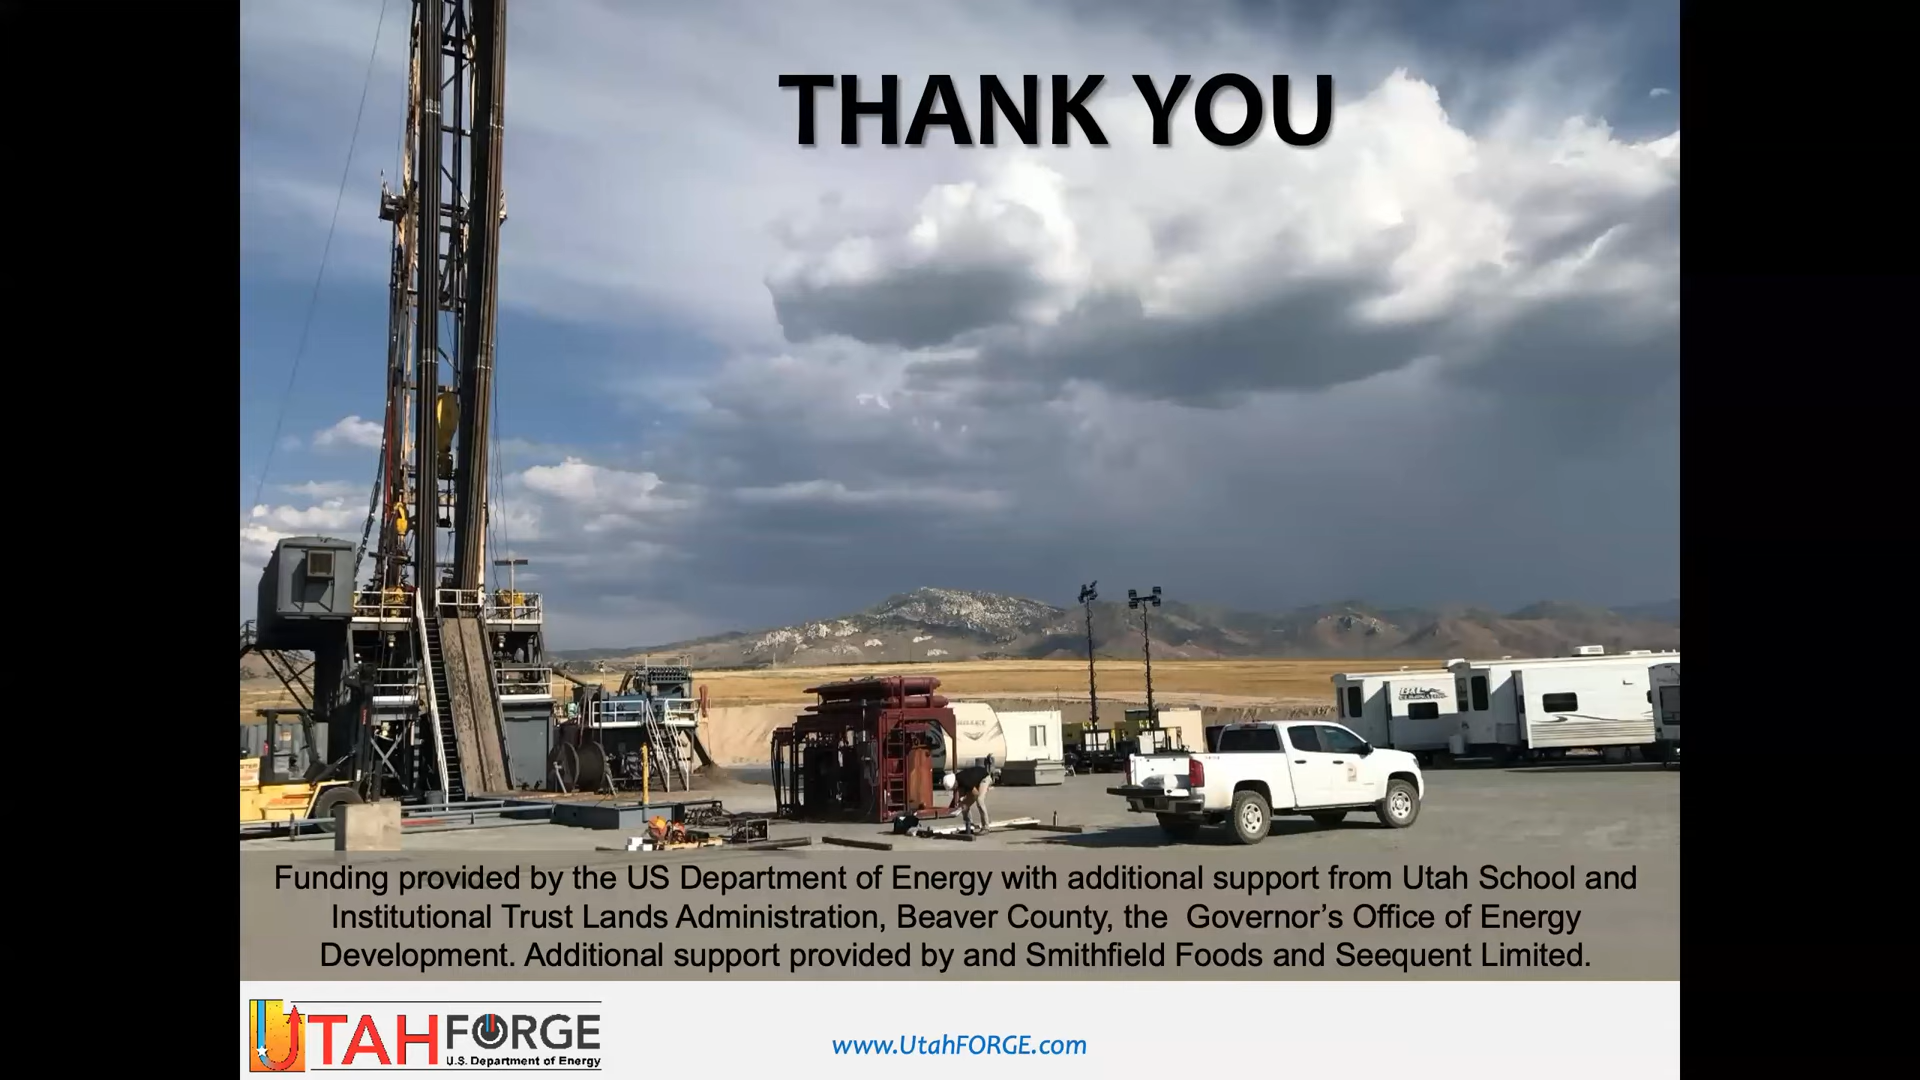 THANK YOU
Funding provided by the US Department of Energy with additional support from Utah School and
Institutional Trust Lands Administration, Beaver County, the  Governor’s Office of Energy
Development. Additional support provided by and Smithfield Foods and Seequent Limited.
UTAH FORGE
U.S. Department of Energy
www.UtahFORGE.com